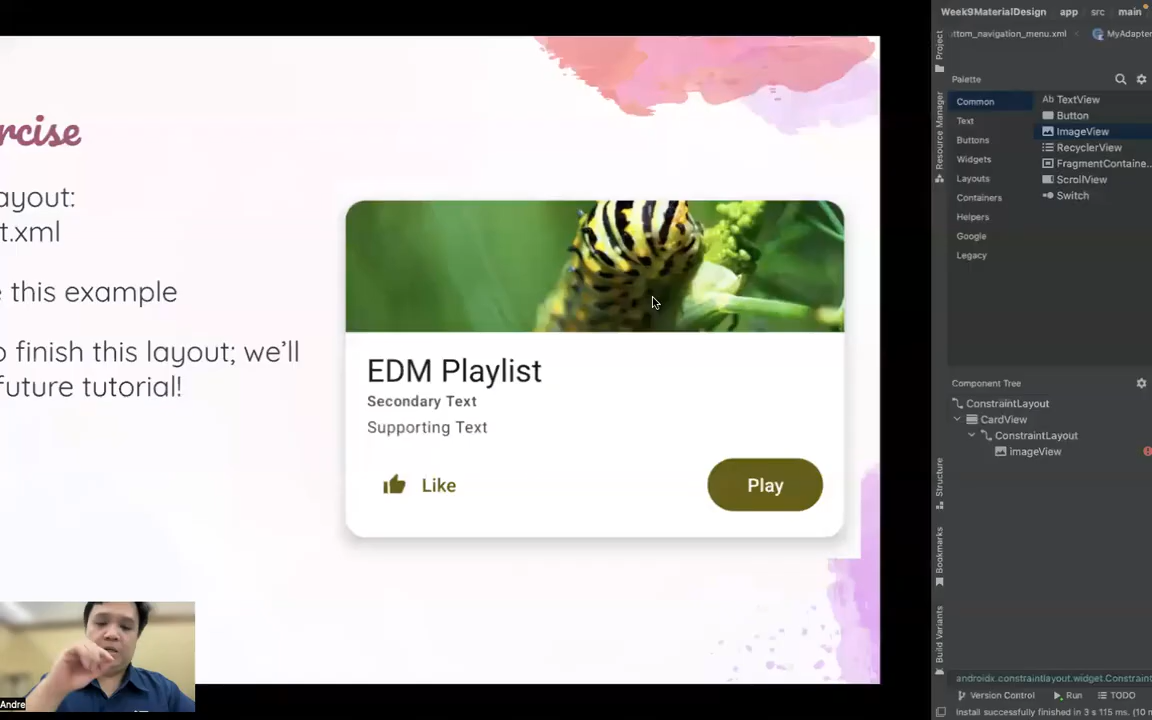 rcise
ayout:
t.xml
e this example
o finish this layout; we'll
future tutorial!
EDM Playlist
Secondary Text
Supporting Text
Like
Play
Andre
Week9MaterialDesign app src main
ttom_navigation_menu.xml MyAdapter
Project
Resource Manager
Structure
Bookmarks
Build Variants
Palette
Common
Text
Buttons
Widgets
Layouts
Containers
Helpers
Google
Legacy
Ab TextView
Button
ImageView
RecyclerView
FragmentContaine...
ScrollView
Switch
Component Tree
ConstraintLayout
CardView
ConstraintLayout
imageView
androidx.constraintlayout.widget.Constraint
Version Control Run TODO
Install successfully finished in 3 s 115 ms. (10 m